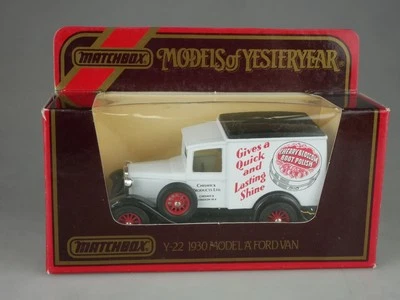 MATCHBOX
MODELS of YESTERYEAR
Gives a
Quick
and
Lasting
Shine
CHERRY BLOSSOM
BOOT POLISH
MATCHBOX
Y-22 1930 MODEL 'A' FORD VAN